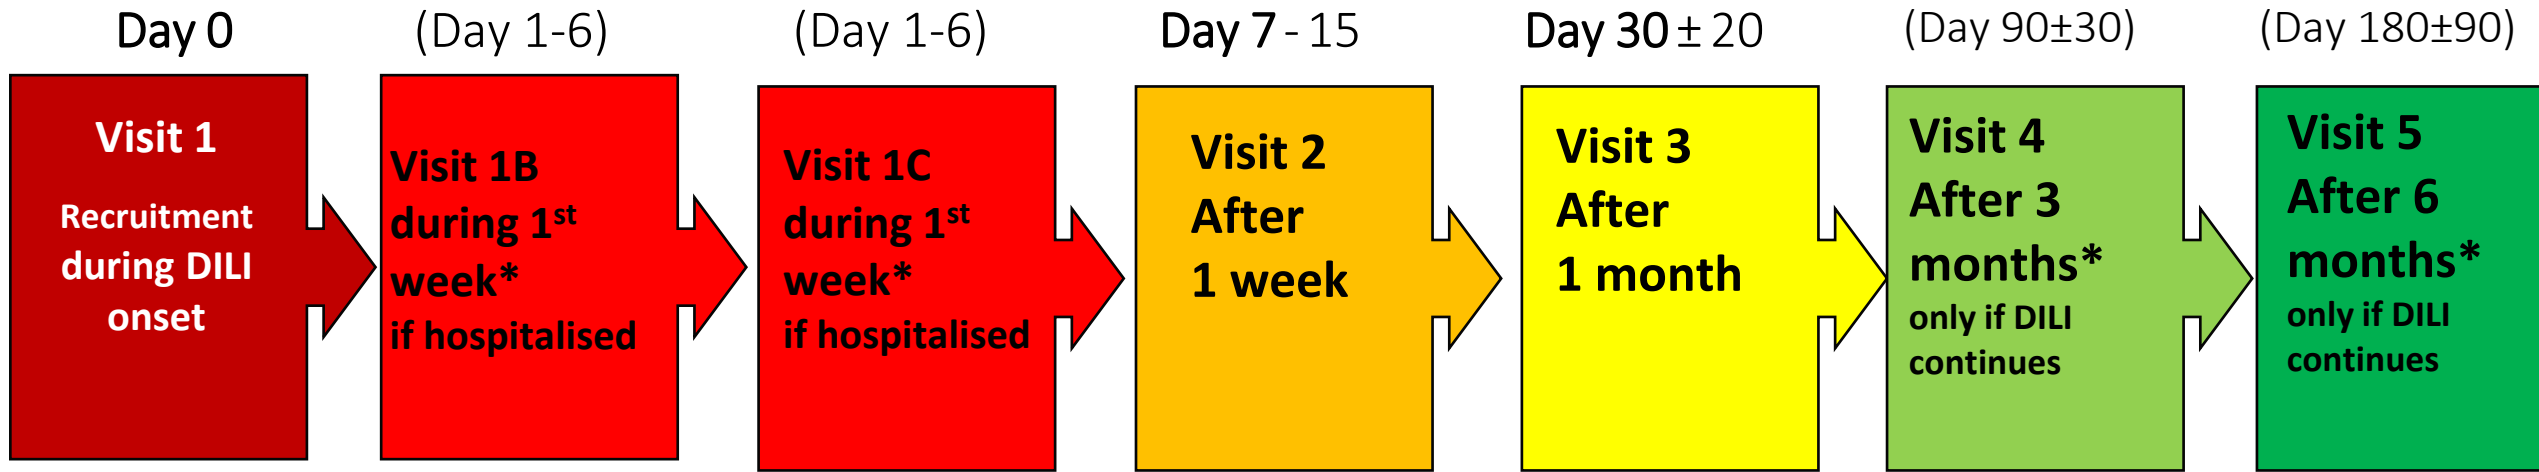 Day 0
(Day 1-6)
(Day 1-6)
Day 7 - 15
Day 30 ± 20
(Day 90±30)
(Day 180±90)
Visit 1
Recruitment
during DILI
onset
Visit 1B
during 1st
week*
if hospitalised
Visit 1C
during 1st
week*
if hospitalised
Visit 2
After
1 week
Visit 3
After
1 month
Visit 4
After 3
months*
only if DILI
continues
Visit 5
After 6
months*
only if DILI
continues